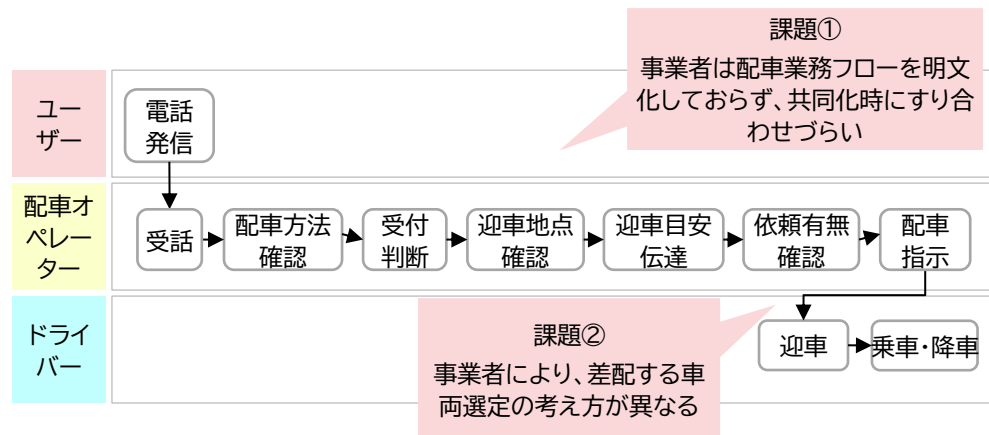 課題①
事業者は配車業務フローを明文
化しておらず、共同化時にすり合
わせづらい
ユー
ザー
電話
発信
配車オ
ペレー
ター
受話
配車方法
確認
受付
判断
迎車地点
確認
迎車目安
伝達
依頼有無
確認
配車
指示
ドライ
バー
課題②
事業者により、差配する車
両選定の考え方が異なる
迎車
乗車・降車